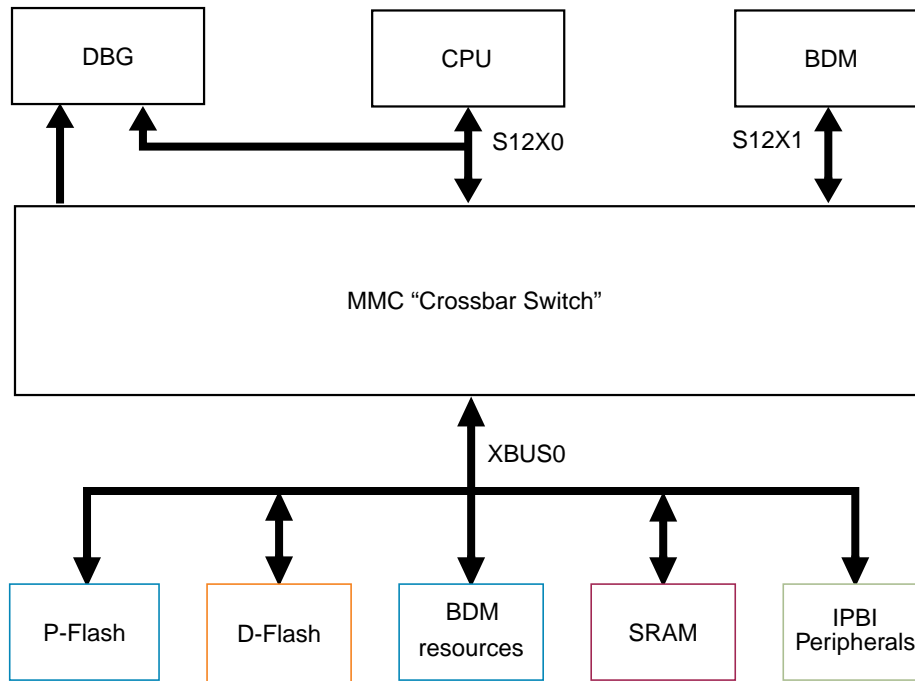 DBG
CPU
BDM
S12X0
S12X1
MMC “Crossbar Switch”
XBUS0
P-Flash
D-Flash
BDM
resources
SRAM
IPBI
Peripherals